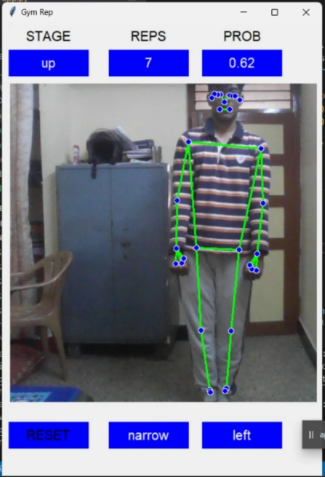 Gym Rep
STAGE REPS PROB
up 7 0.62
RESET narrow left